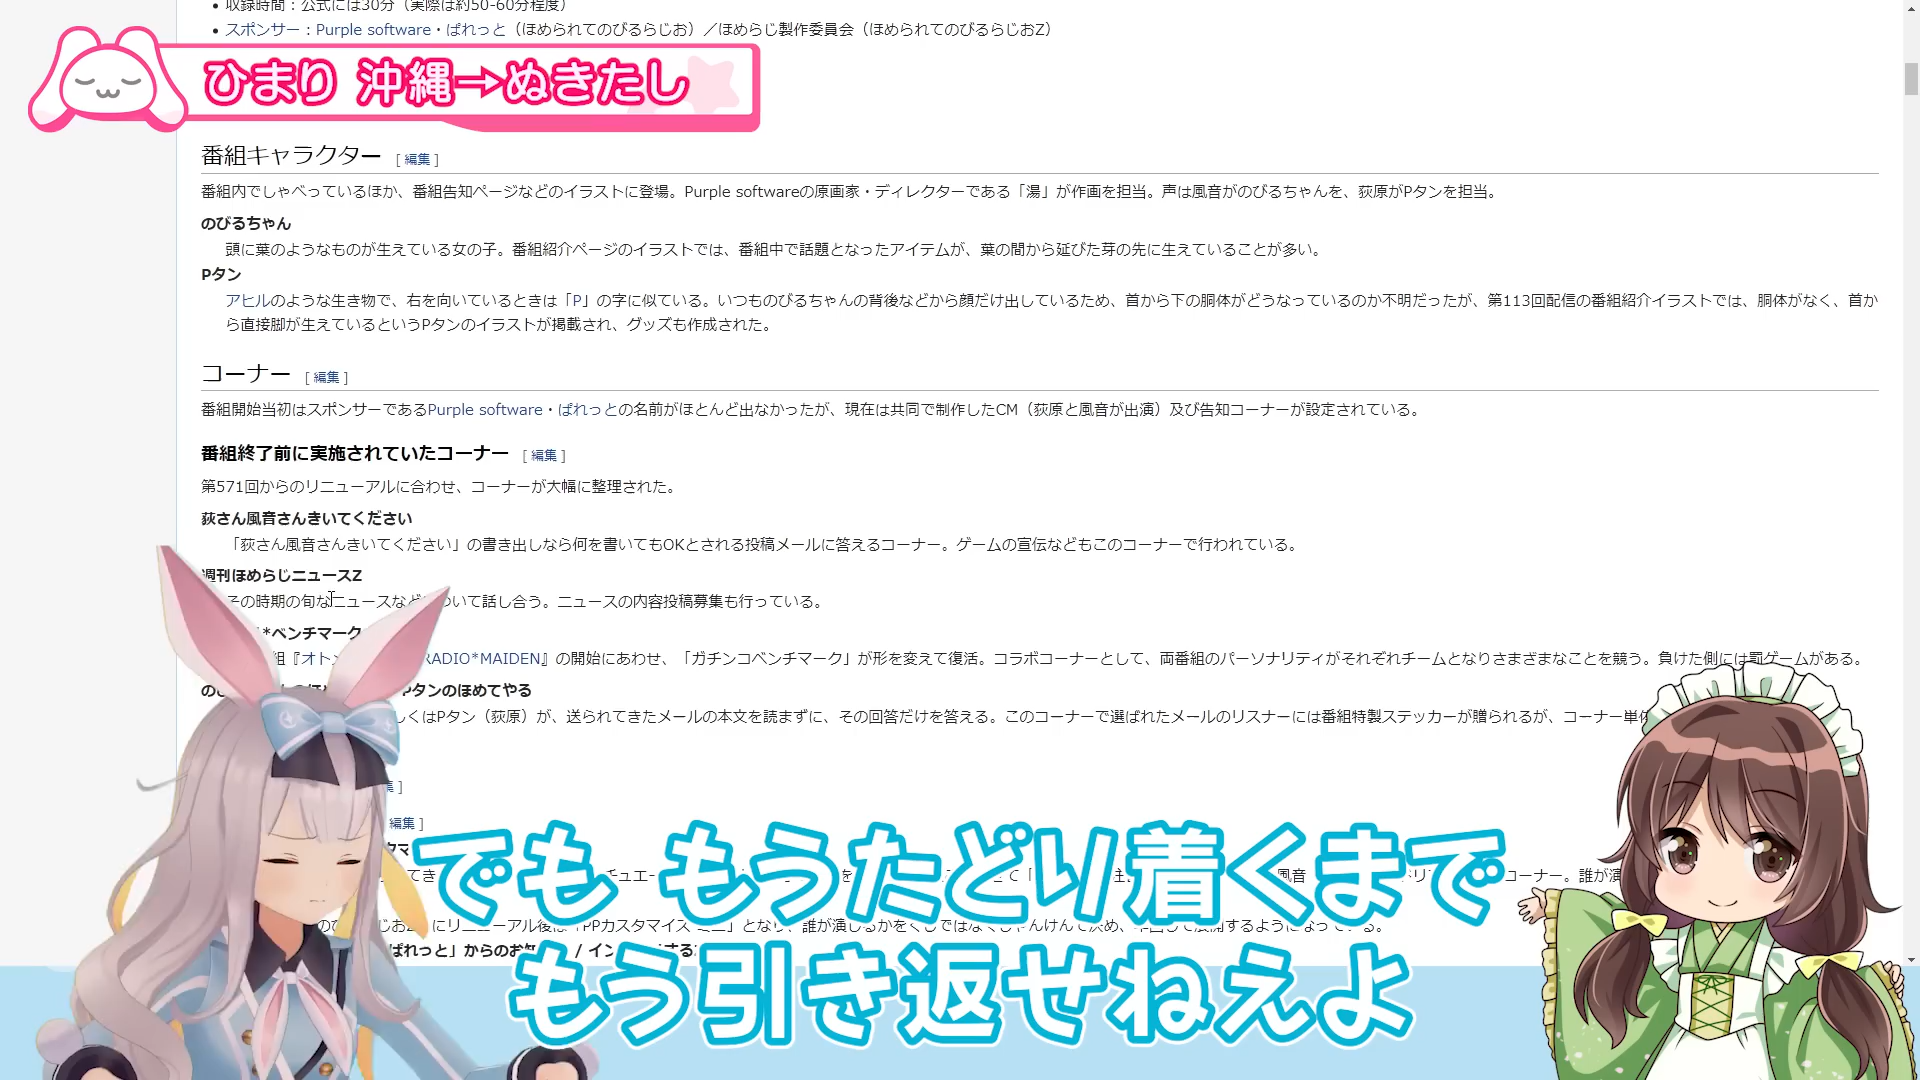 収録時間：公式には30分（実際は約50-60分程度）
スポンサー：Purple software・ぱれっと（ほめられてのびるらじお）／ほめらじ製作委員会（ほめられてのびるらじおZ）
ひまり 沖縄→ぬきたし
番組キャラクター [ 編集 ]
番組内でしゃべっているほか、番組告知ページなどのイラストに登場。Purple softwareの原画家・ディレクターである「湯」が作画を担当。声は風音がのびるちゃんを、荻原がPタンを担当。
のびるちゃん
頭に葉のようなものが生えている女の子。番組紹介ページのイラストでは、番組中で話題となったアイテムが、葉の間から延びた芽の先に生えていることが多い。
Pタン
アヒルのような生き物で、右を向いているときは「P」の字に似ている。いつものびるちゃんの背後などから顔だけ出しているため、首から下の胴体がどうなっているのか不明だったが、第113回配信の番組紹介イラストでは、胴体がなく、首か
ら直接脚が生えているというPタンのイラストが掲載され、グッズも作成された。
コーナー [ 編集 ]
番組開始当初はスポンサーであるPurple software・ぱれっとの名前がほとんど出なかったが、現在は共同で制作したCM（荻原と風音が出演）及び告知コーナーが設定されている。
番組終了前に実施されていたコーナー [ 編集 ]
第571回からのリニューアルに合わせ、コーナーが大幅に整理された。
荻さん風音さんきいてください
「荻さん風音さんきいてください」の書き出しなら何を書いてもOKとされる投稿メールに答えるコーナー。ゲームの宣伝などもこのコーナーで行われている。
週刊ほめらじニュースZ
その時期の旬なニュースなどについて話し合う。ニュースの内容投稿募集も行っている。
*ベンチマーク
組『オト RADIO*MAIDEN』の開始にあわせ、「ガチンコベンチマーク」が形を変えて復活。コラボコーナーとして、両番組のパーソナリティがそれぞれチームとなりさまざまなことを競う。負けた側には罰ゲームがある。
の Pタンのほめてやる
しくはPタン（荻原）が、送られてきたメールの本文を読まずに、その回答だけを答える。このコーナーで選ばれたメールのリスナーには番組特製ステッカーが贈られるが、コーナー単体
集 ]
編集 ]
でも もうたどり着くまで
コーナー。誰が演
にリニューアル後は
ぱれっと」からのお
もう引き返せねえよ